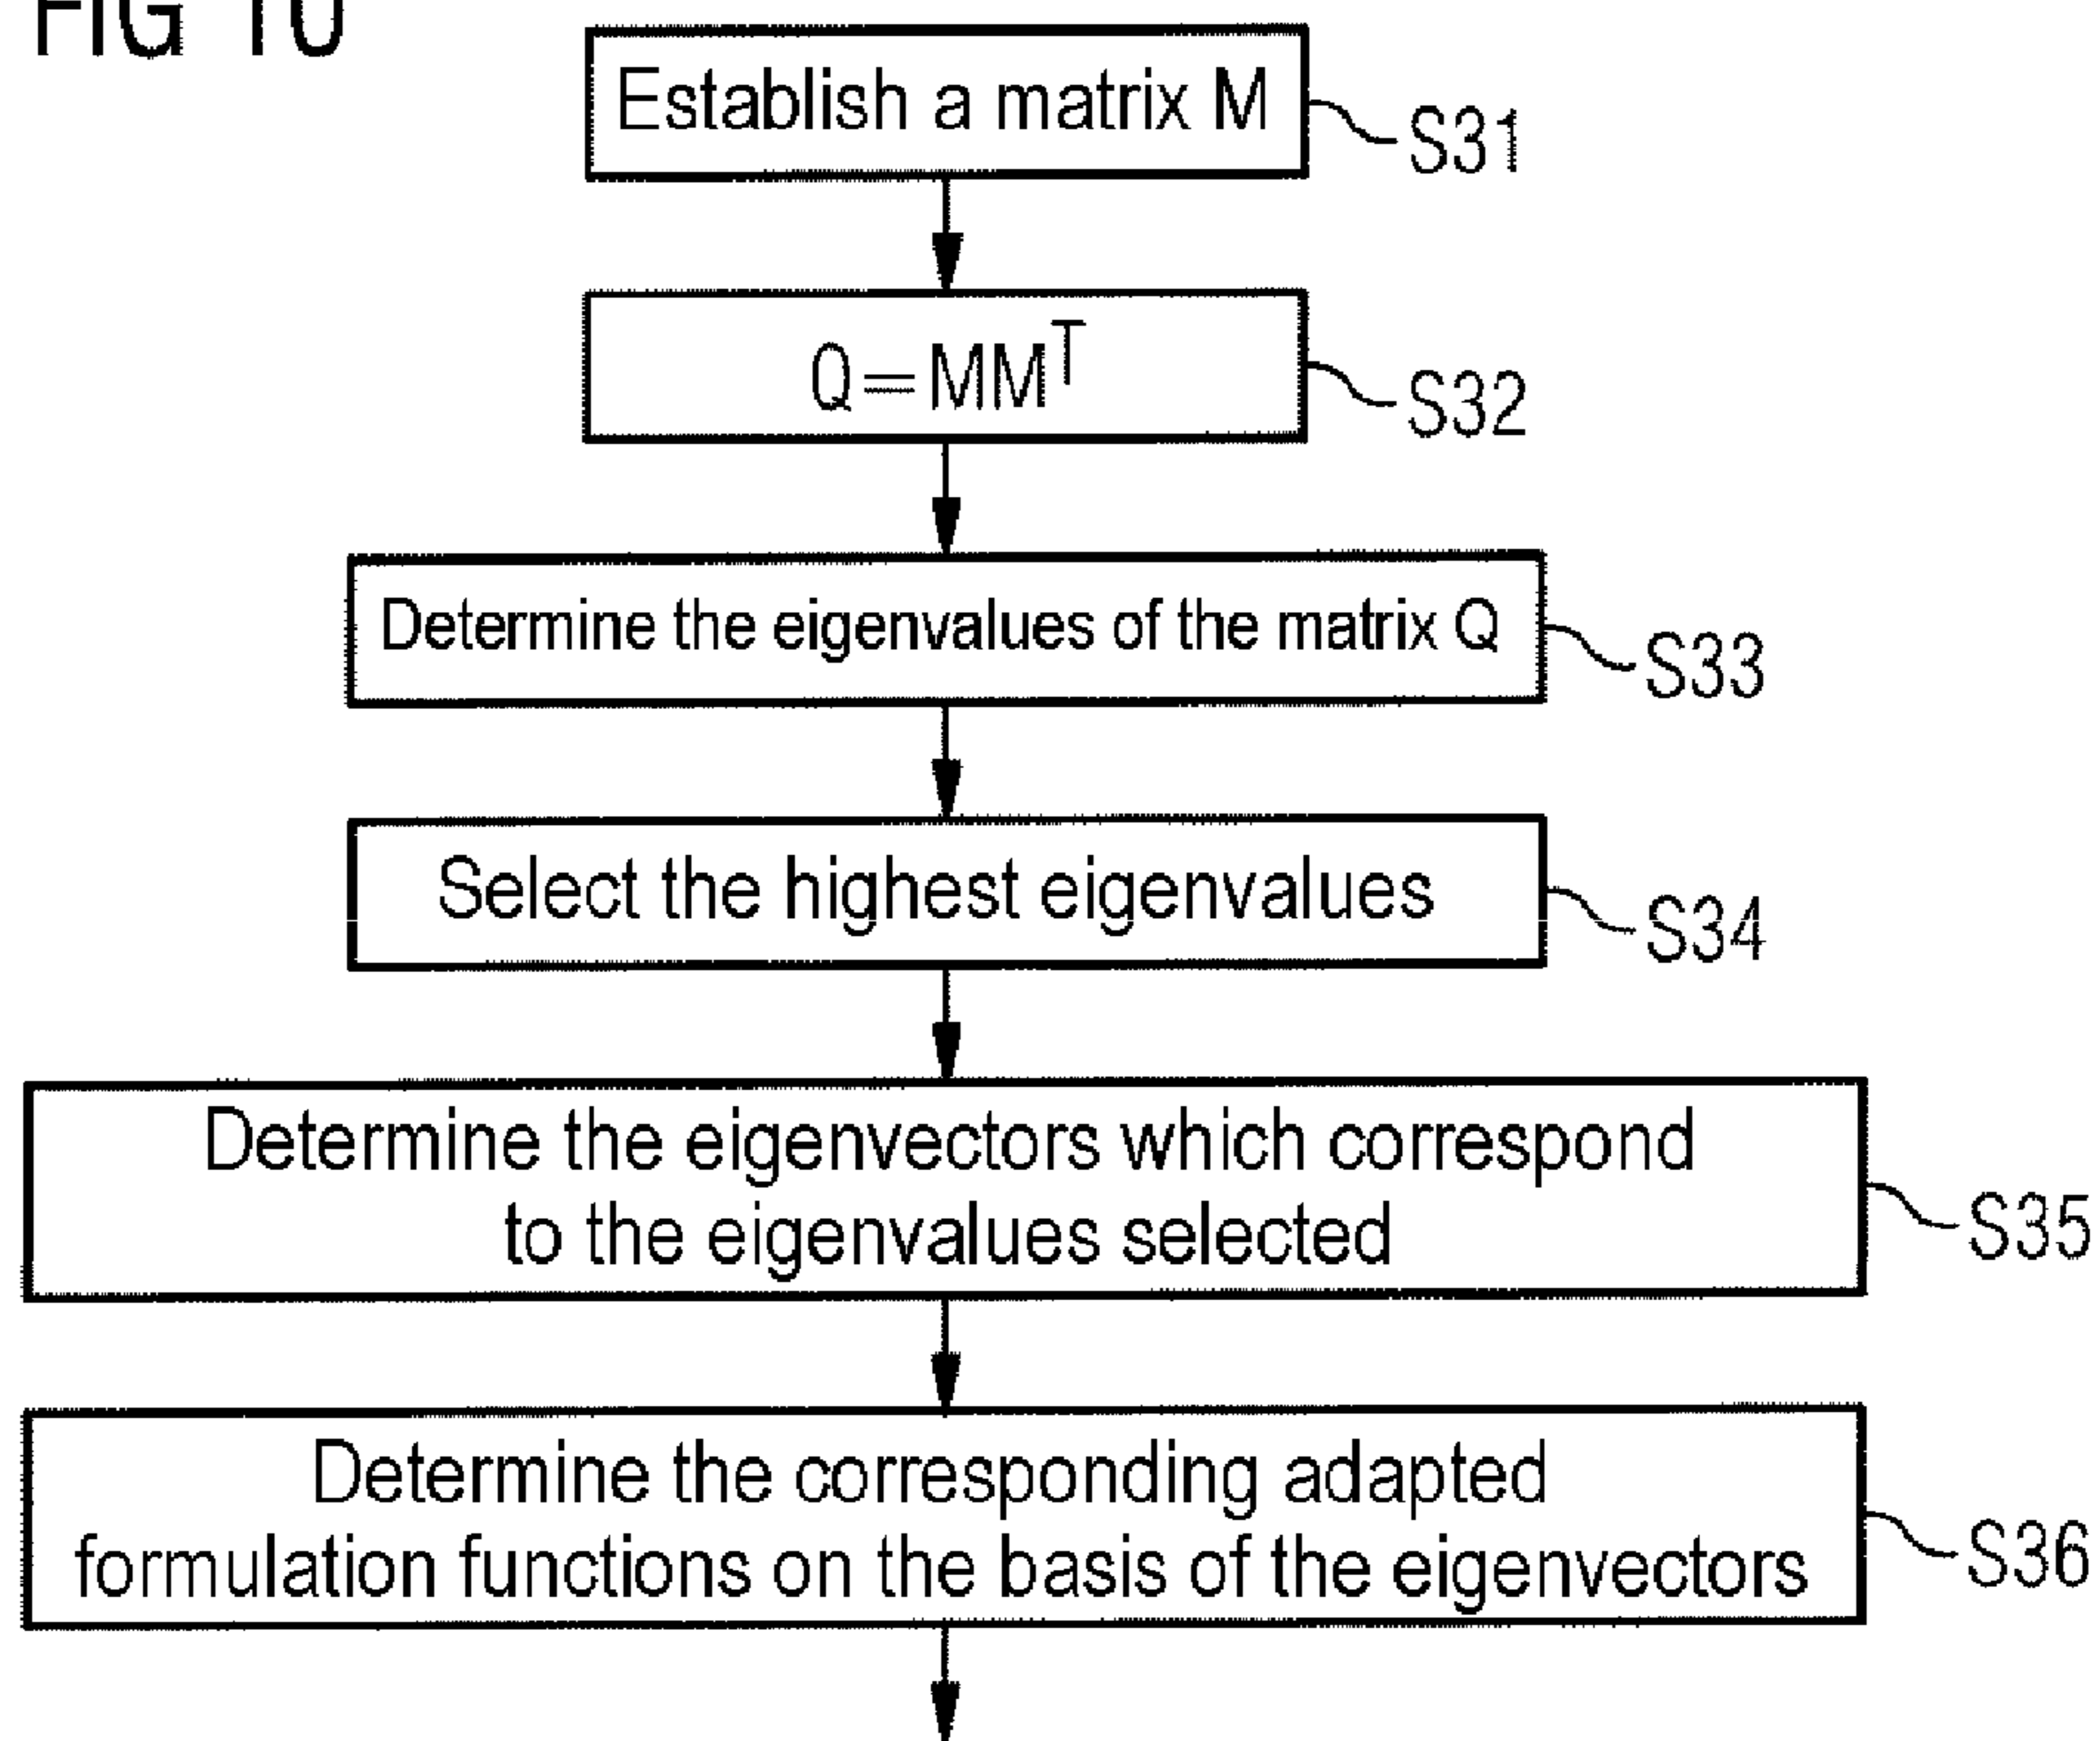 FIG 10
Establish a matrix M
S31
Q=MMᵀ
S32
Determine the eigenvalues of the matrix Q
S33
Select the highest eigenvalues
S34
Determine the eigenvectors which correspond
to the eigenvalues selected
S35
Determine the corresponding adapted
formulation functions on the basis of the eigenvectors
S36